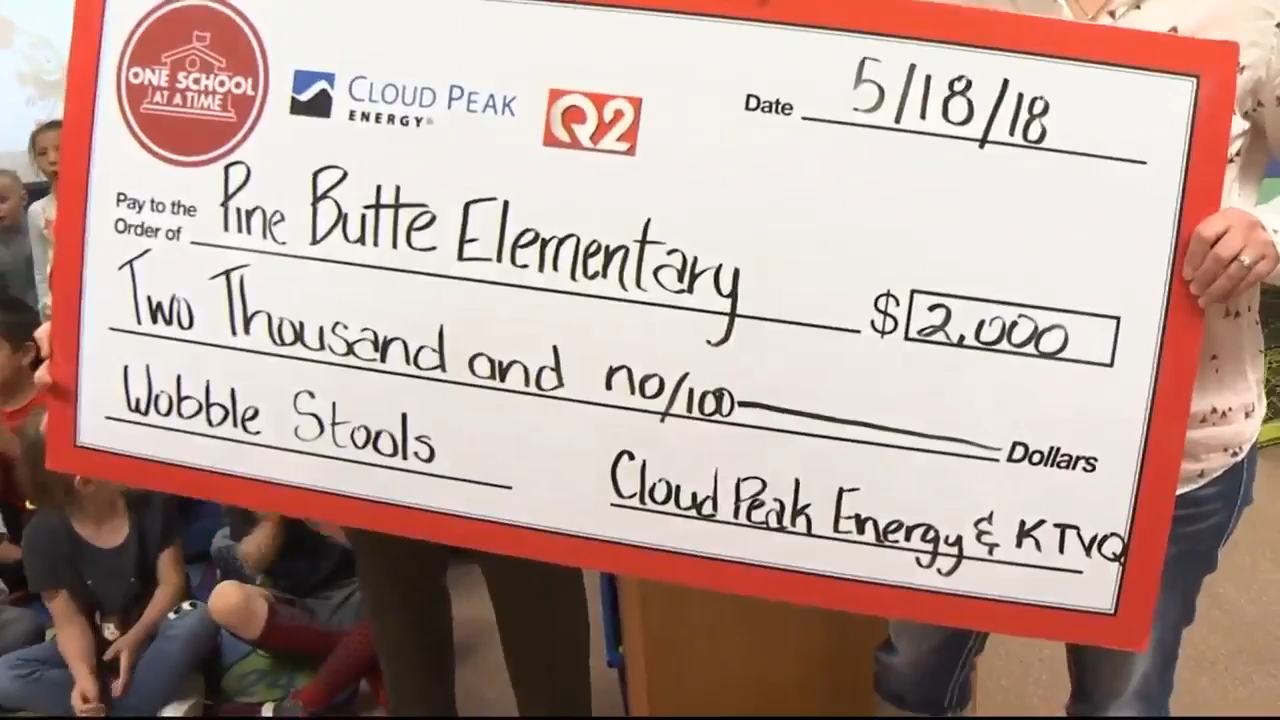 ONE SCHOOL
AT A TIME
CLOUD PEAK
ENERGY®
Q2
Date 5/18/18
Pay to the
Order of Pine Butte Elementary
$ 2,000
Two Thousand and no/100 Dollars
Wobble Stools
Cloud Peak Energy & KTVQ